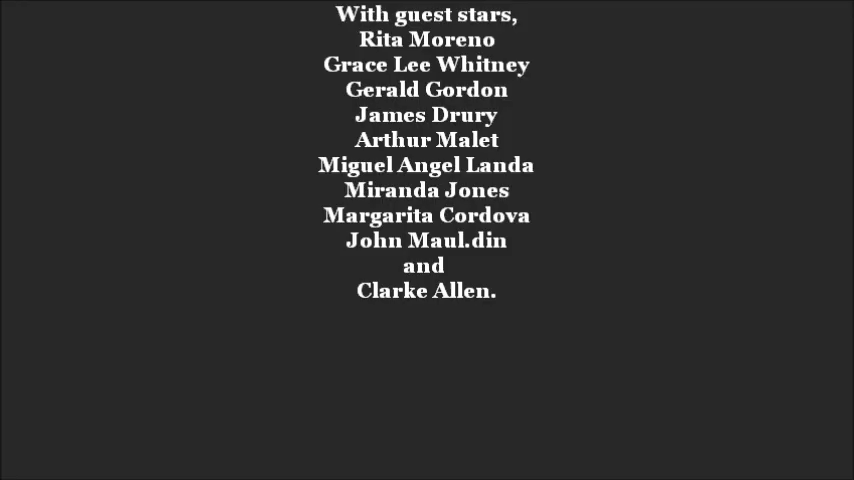 With guest stars,
Rita Moreno
Grace Lee Whitney
Gerald Gordon
James Drury
Arthur Malet
Miguel Angel Landa
Miranda Jones
Margarita Cordova
John Maul.din
and
Clarke Allen.